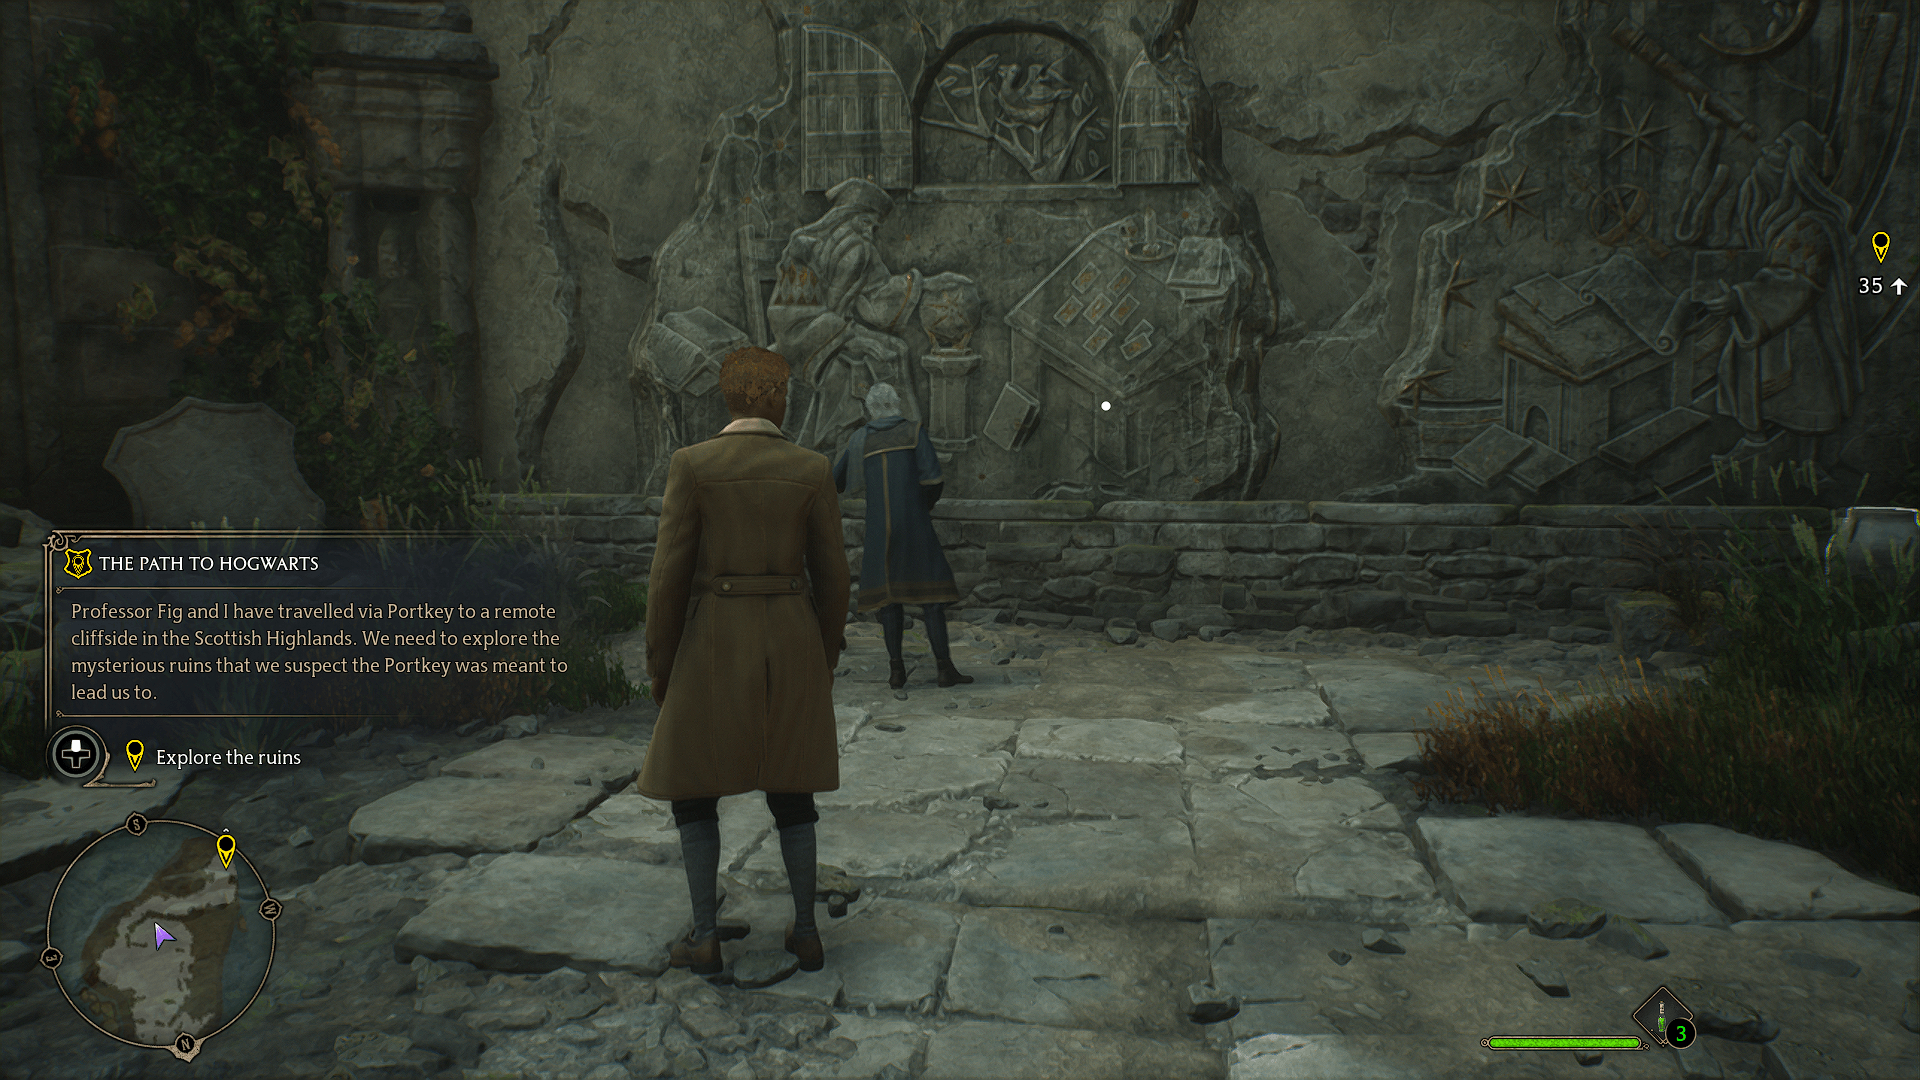 35
THE PATH TO HOGWARTS
Professor Fig and I have travelled via Portkey to a remote
cliffside in the Scottish Highlands. We need to explore the
mysterious ruins that we suspect the Portkey was meant to
lead us to.
Explore the ruins
S
W
E
N
3